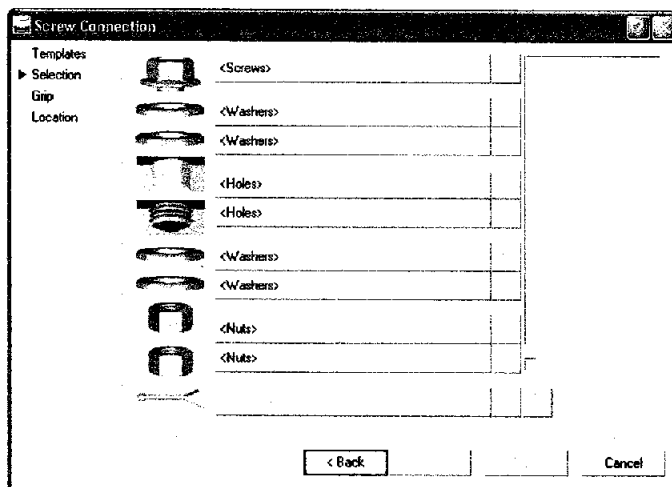 Screw Connection
Templates
Selection
Grip
Location
<Screws>
<Washers>
<Washers>
<Holes>
<Holes>
<Washers>
<Washers>
<Nuts>
<Nuts>
< Back
Cancel